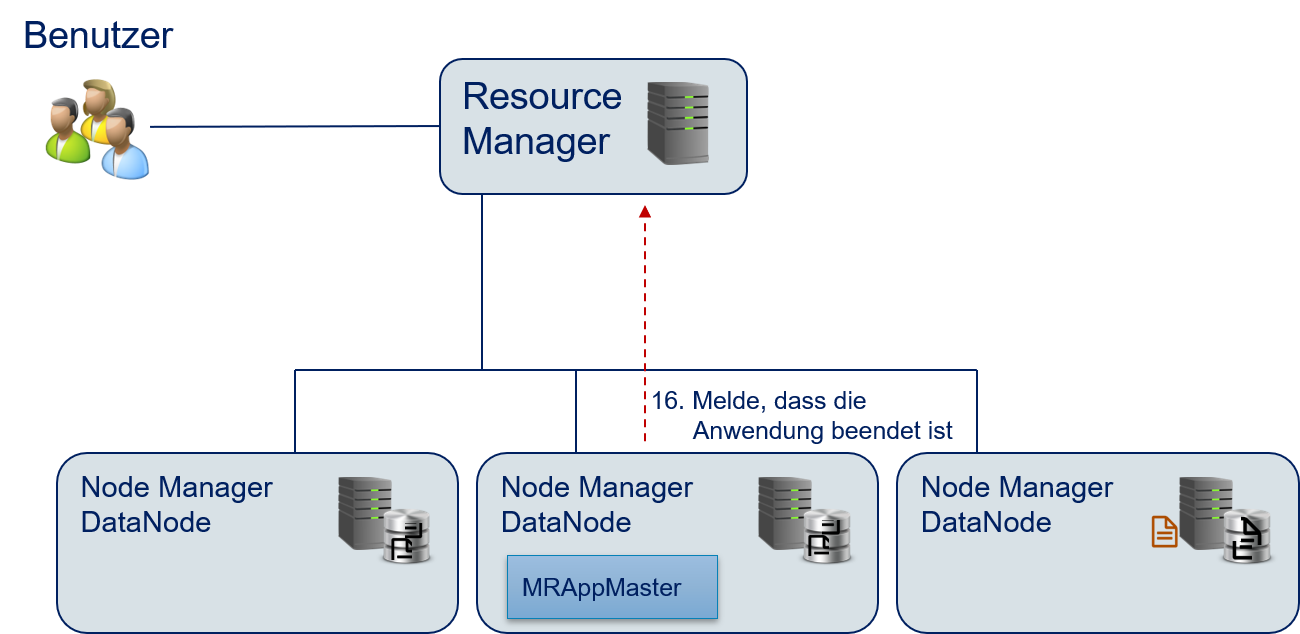 Benutzer
Resource
Manager
16. Melde, dass die
Anwendung beendet ist
Node Manager
DataNode
Node Manager
DataNode
MRAppMaster
Node Manager
DataNode